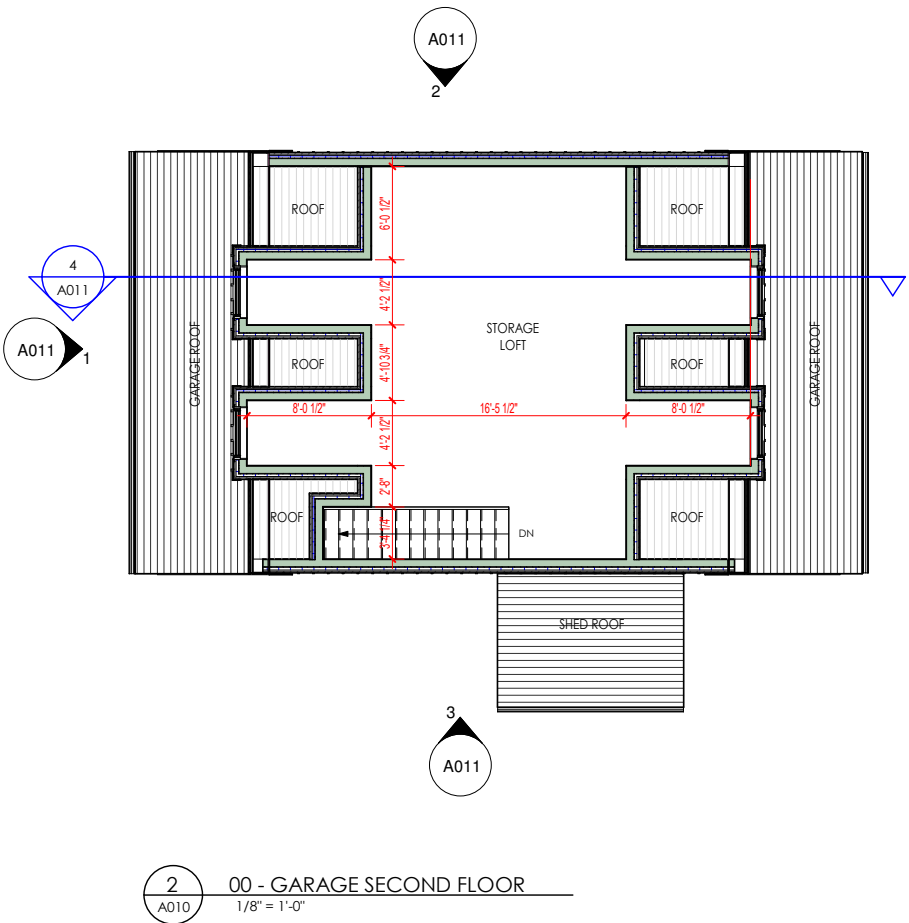 A011
2
ROOF
6'-0 1/2"
ROOF
4
A011
4'-2 1/2"
A011
1
GARAGE ROOF
ROOF
4'-10 3/4"
STORAGE
LOFT
ROOF
GARAGE ROOF
8'-0 1/2"
16'-5 1/2"
8'-0 1/2"
4'-2 1/2"
2'-8"
ROOF
3'-4 1/4"
DN
ROOF
SHED ROOF
3
A011
2
A010
00 - GARAGE SECOND FLOOR
1/8" = 1'-0"